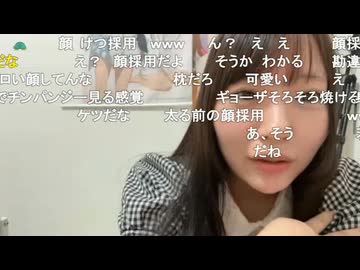 顔 けつ採用 www ん？ え え 顔採
だな え？ 顔採用だよ そうか わかる 勘違
ロい顔してんな 枕だろ 可愛い え
でチンパンジー見る感覚 ギョーザそろそろ焼ける
ケツだな 太る前の顔採用 w
あ、そう
だね